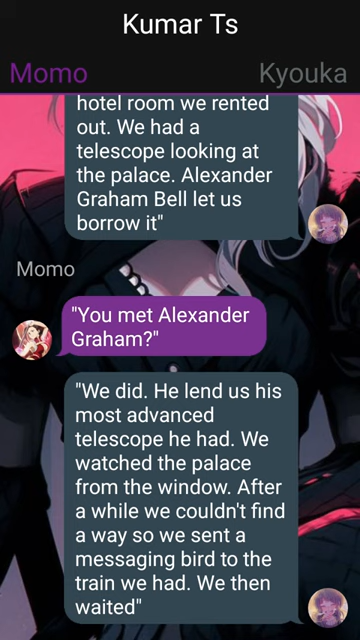 Kumar Ts
Momo
Kyouka
hotel room we rented
out. We had a
telescope looking at
the palace. Alexander
Graham Bell let us
borrow it"
Momo
"You met Alexander
Graham?"
"We did. He lend us his
most advanced
telescope he had. We
watched the palace
from the window. After
a while we couldn't find
a way so we sent a
messaging bird to the
train we had. We then
waited"